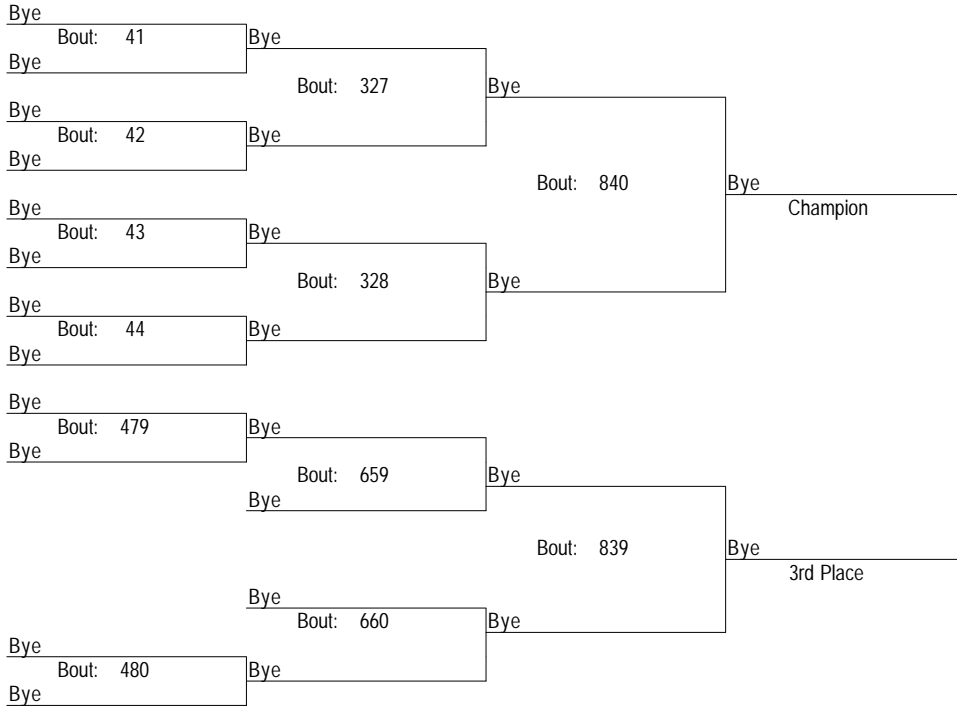 Bye
Bout: 41 Bye
Bye
Bout: 327 Bye
Bye
Bout: 42 Bye
Bye
Bout: 840 Bye
Champion
Bye
Bout: 43 Bye
Bye
Bout: 328 Bye
Bye
Bout: 44 Bye
Bye
Bye
Bout: 479 Bye
Bye
Bout: 659 Bye
Bye
Bout: 839 Bye
3rd Place
Bye
Bout: 660 Bye
Bye
Bout: 480 Bye
Bye